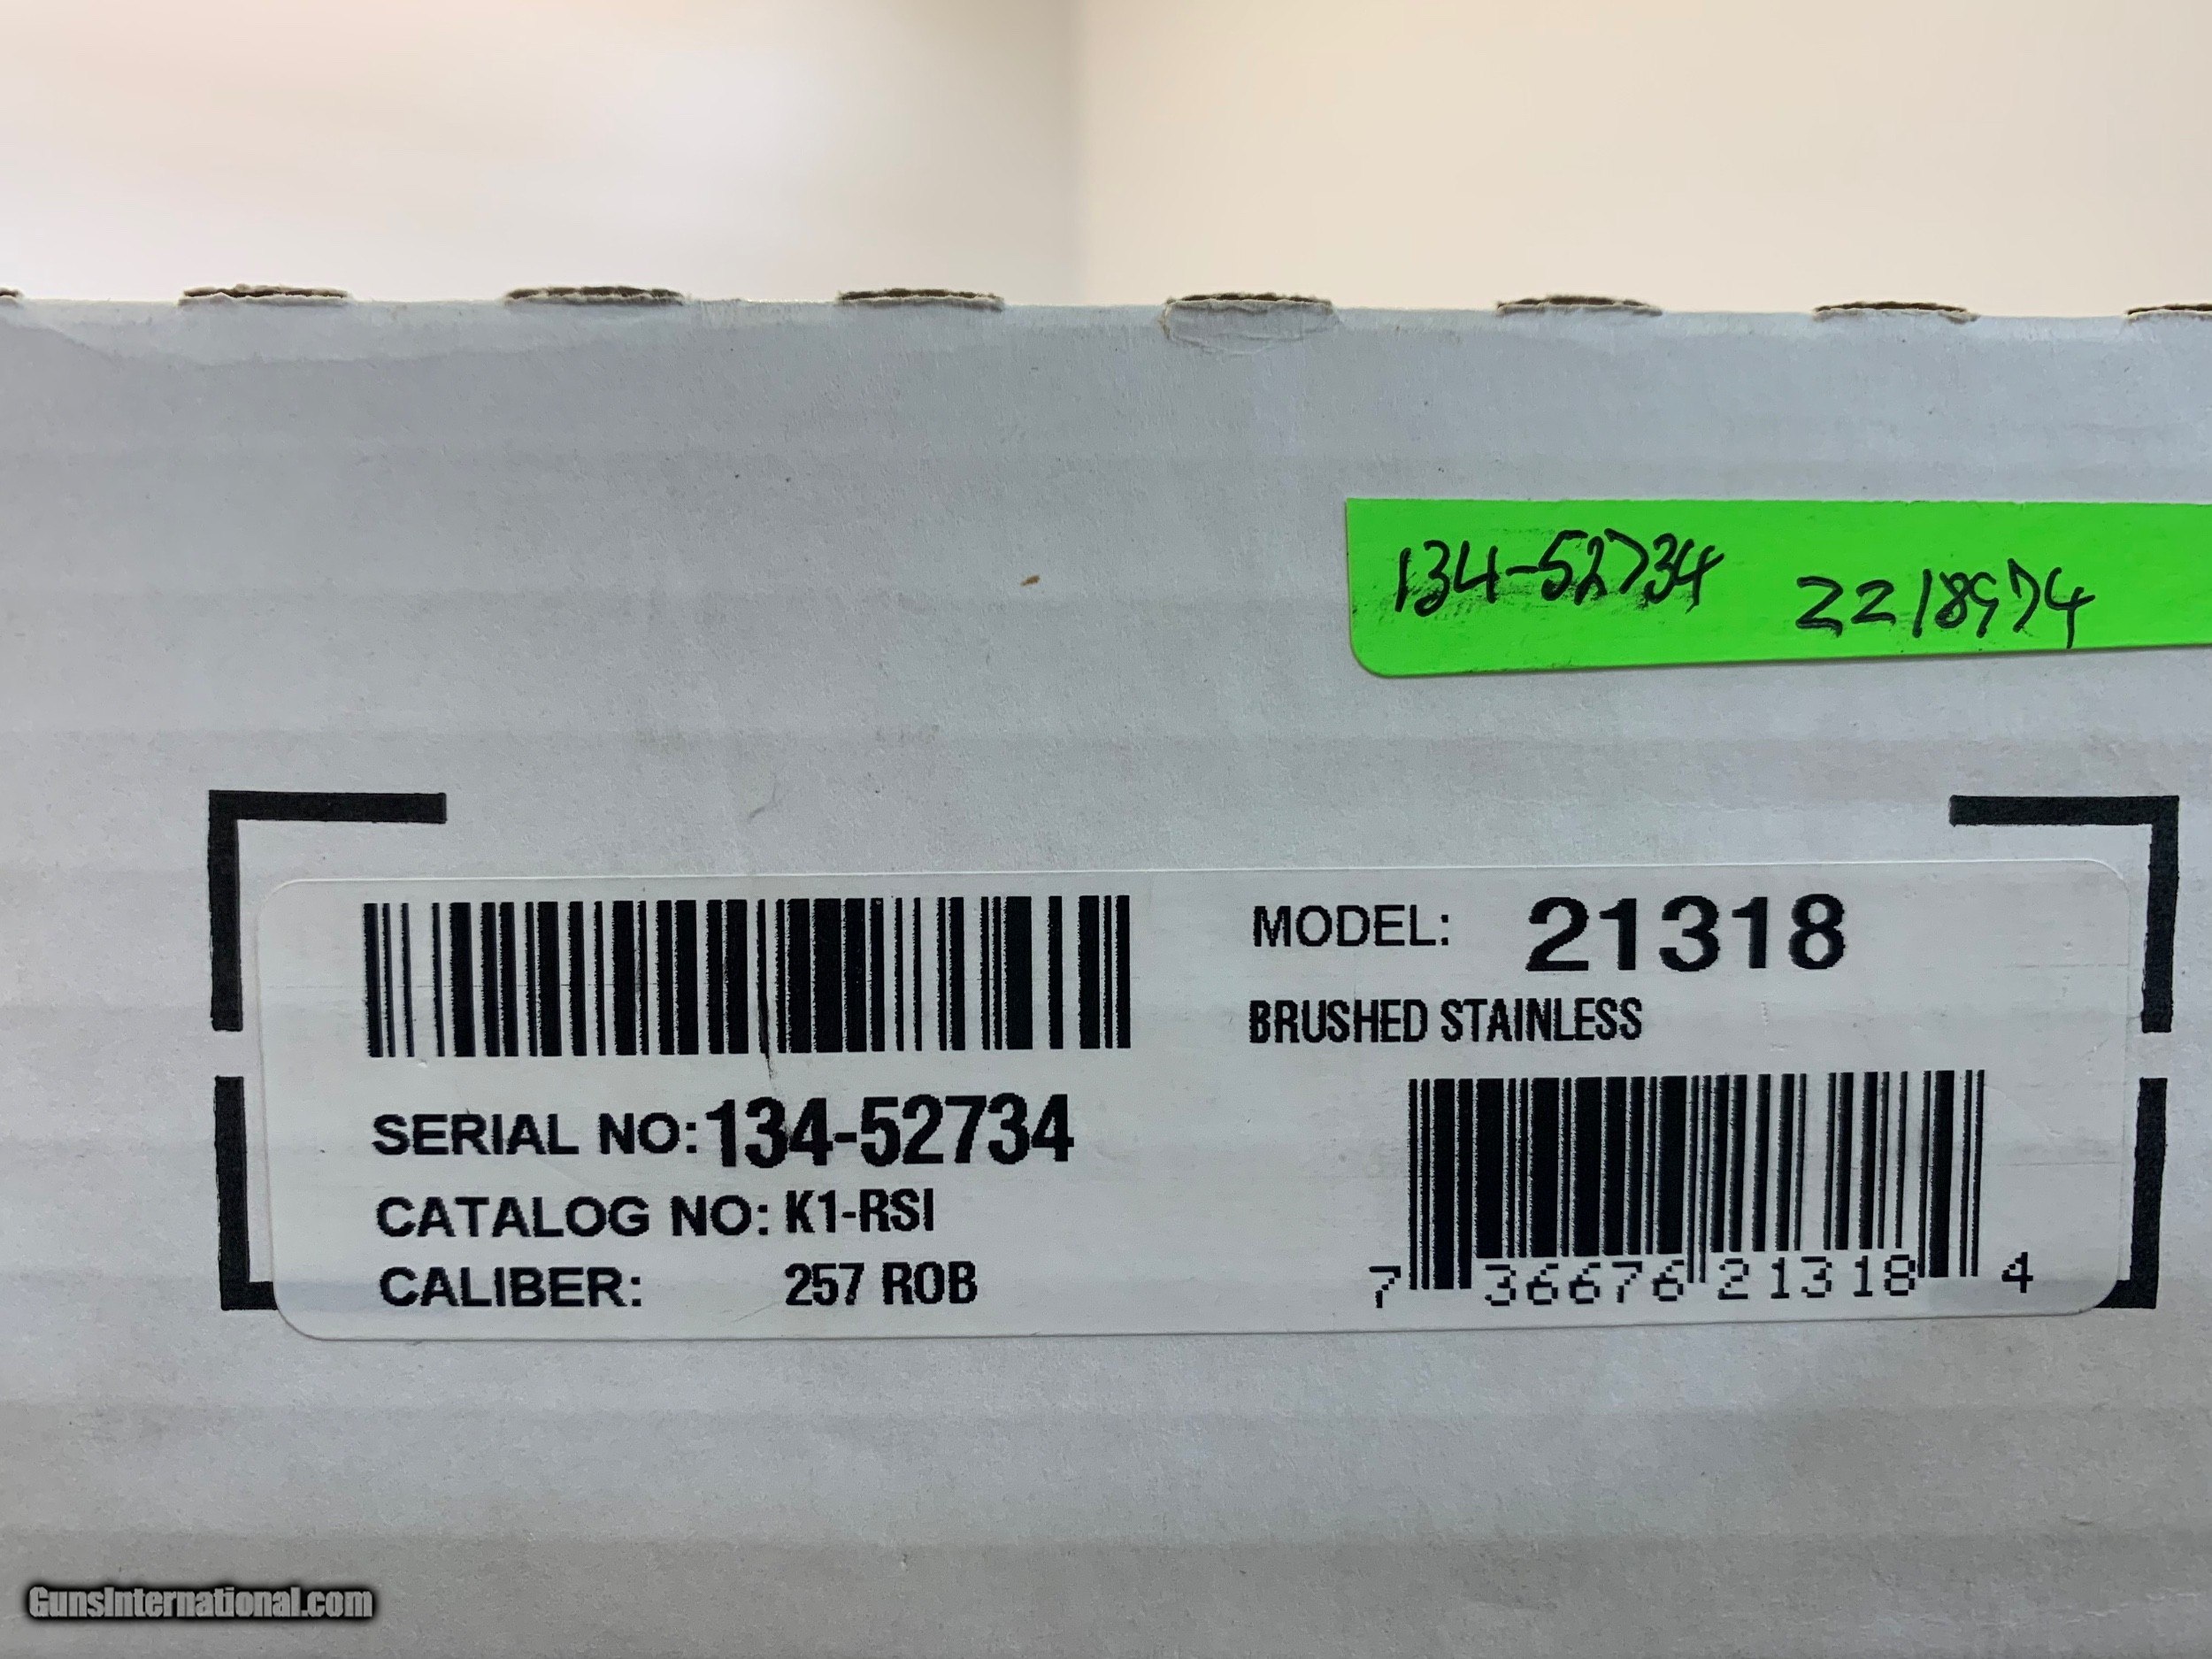 134-52734 2218974
MODEL: 21318
BRUSHED STAINLESS
SERIAL NO: 134-52734
CATALOG NO: K1-RSI
CALIBER: 257 ROB
7 36676 21318 4
GunsInternational.com